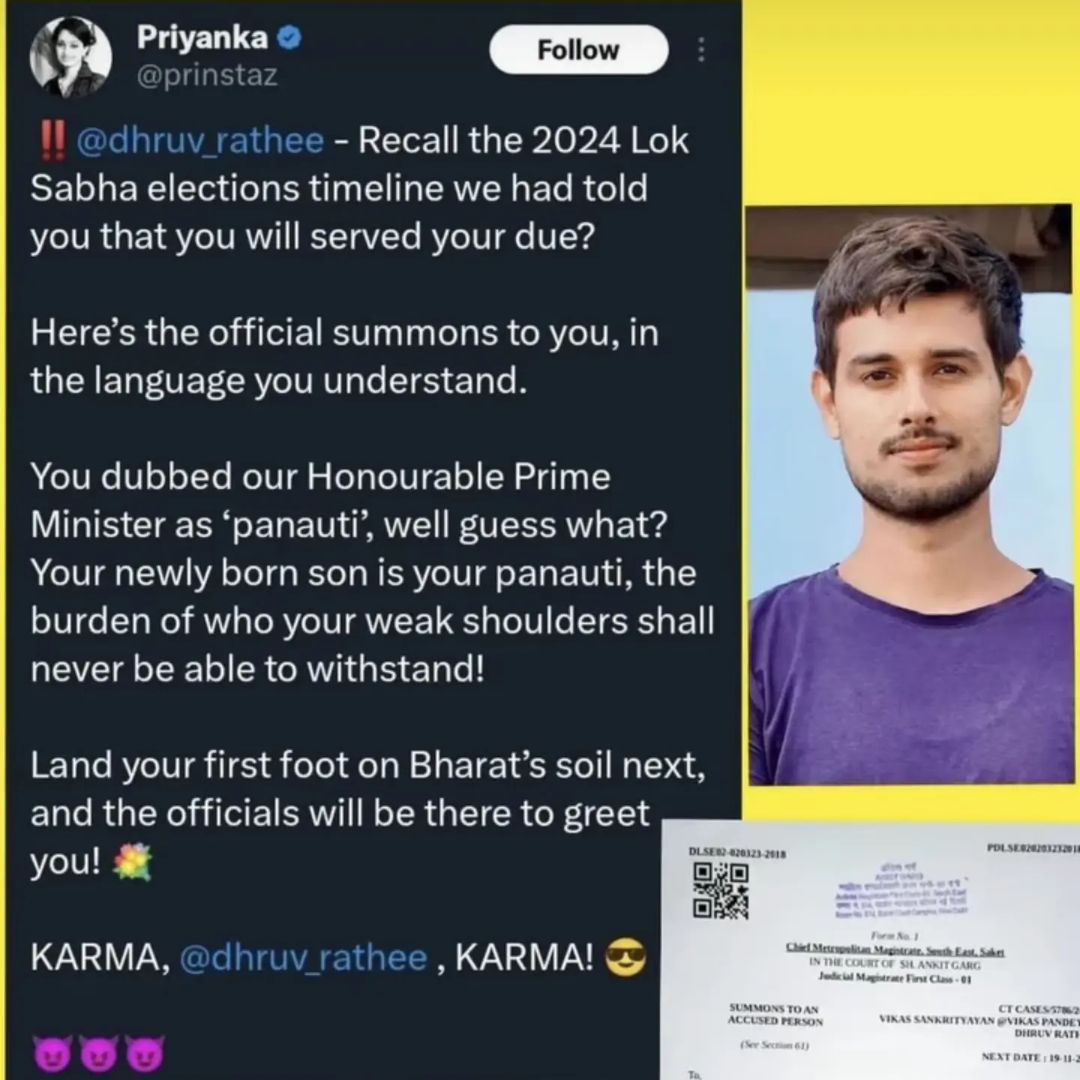 Priyanka
@prinstaz
Follow
‼️ @dhruv_rathee – Recall the 2024 Lok
Sabha elections timeline we had told
you that you will served your due?
Here’s the official summons to you, in
the language you understand.
You dubbed our Honourable Prime
Minister as ‘panauti’, well guess what?
Your newly born son is your panauti, the
burden of who your weak shoulders shall
never be able to withstand!
Land your first foot on Bharat’s soil next,
and the officials will be there to greet
you! 💐
KARMA, @dhruv_rathee , KARMA! 😎
😈😈😈
DLSE02-020323-2018
PDLSE020203232018
Form No. 1
Chief Metropolitan Magistrate, South-East, Saket
IN THE COURT OF SH. ANKIT GARG
Judicial Magistrate First Class - 01
SUMMONS TO AN
ACCUSED PERSON
(See Section 61)
CT CASES/5786/2
VIKAS SANKRITYAYAN @VIKAS PANDEY
DHRUV RATH
NEXT DATE : 19-11-2
To,